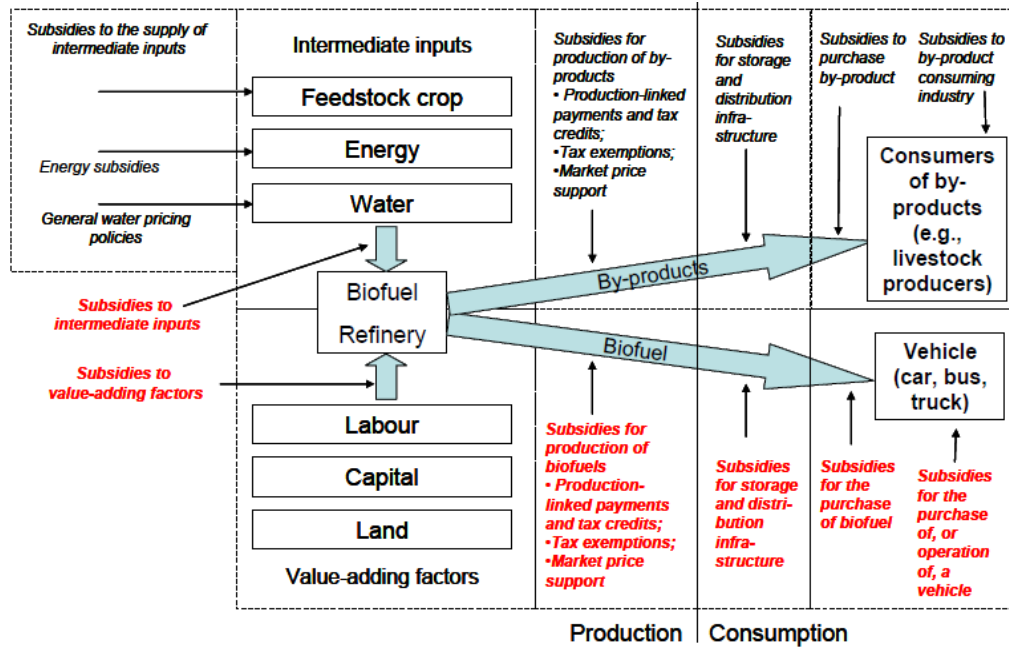 Subsidies to the supply of
intermediate inputs
Energy subsidies
General water pricing
policies
Intermediate inputs
Feedstock crop
Energy
Water
Subsidies for
production of by-
products
• Production-linked
payments and tax
credits;
•Tax exemptions;
•Market price
support
Subsidies
for storage
and
distribution
infra-
structure
Subsidies to
purchase
by-product
Subsidies to
by-product
consuming
industry
Consumers
of by-
products
(e.g.,
livestock
producers)
By-products
Biofuel
Refinery
Subsidies to
intermediate inputs
Subsidies to
value-adding factors
Biofuel
Vehicle
(car, bus,
truck)
Labour
Capital
Land
Value-adding factors
Subsidies for
production of
biofuels
• Production-
linked payments
and tax credits;
•Tax exemptions;
•Market price
support
Subsidies
for storage
and distri-
bution
infra-
structure
Subsidies
for the
purchase
of biofuel
Subsidies
for the
purchase
of, or
operation
of, a
vehicle
Production
Consumption